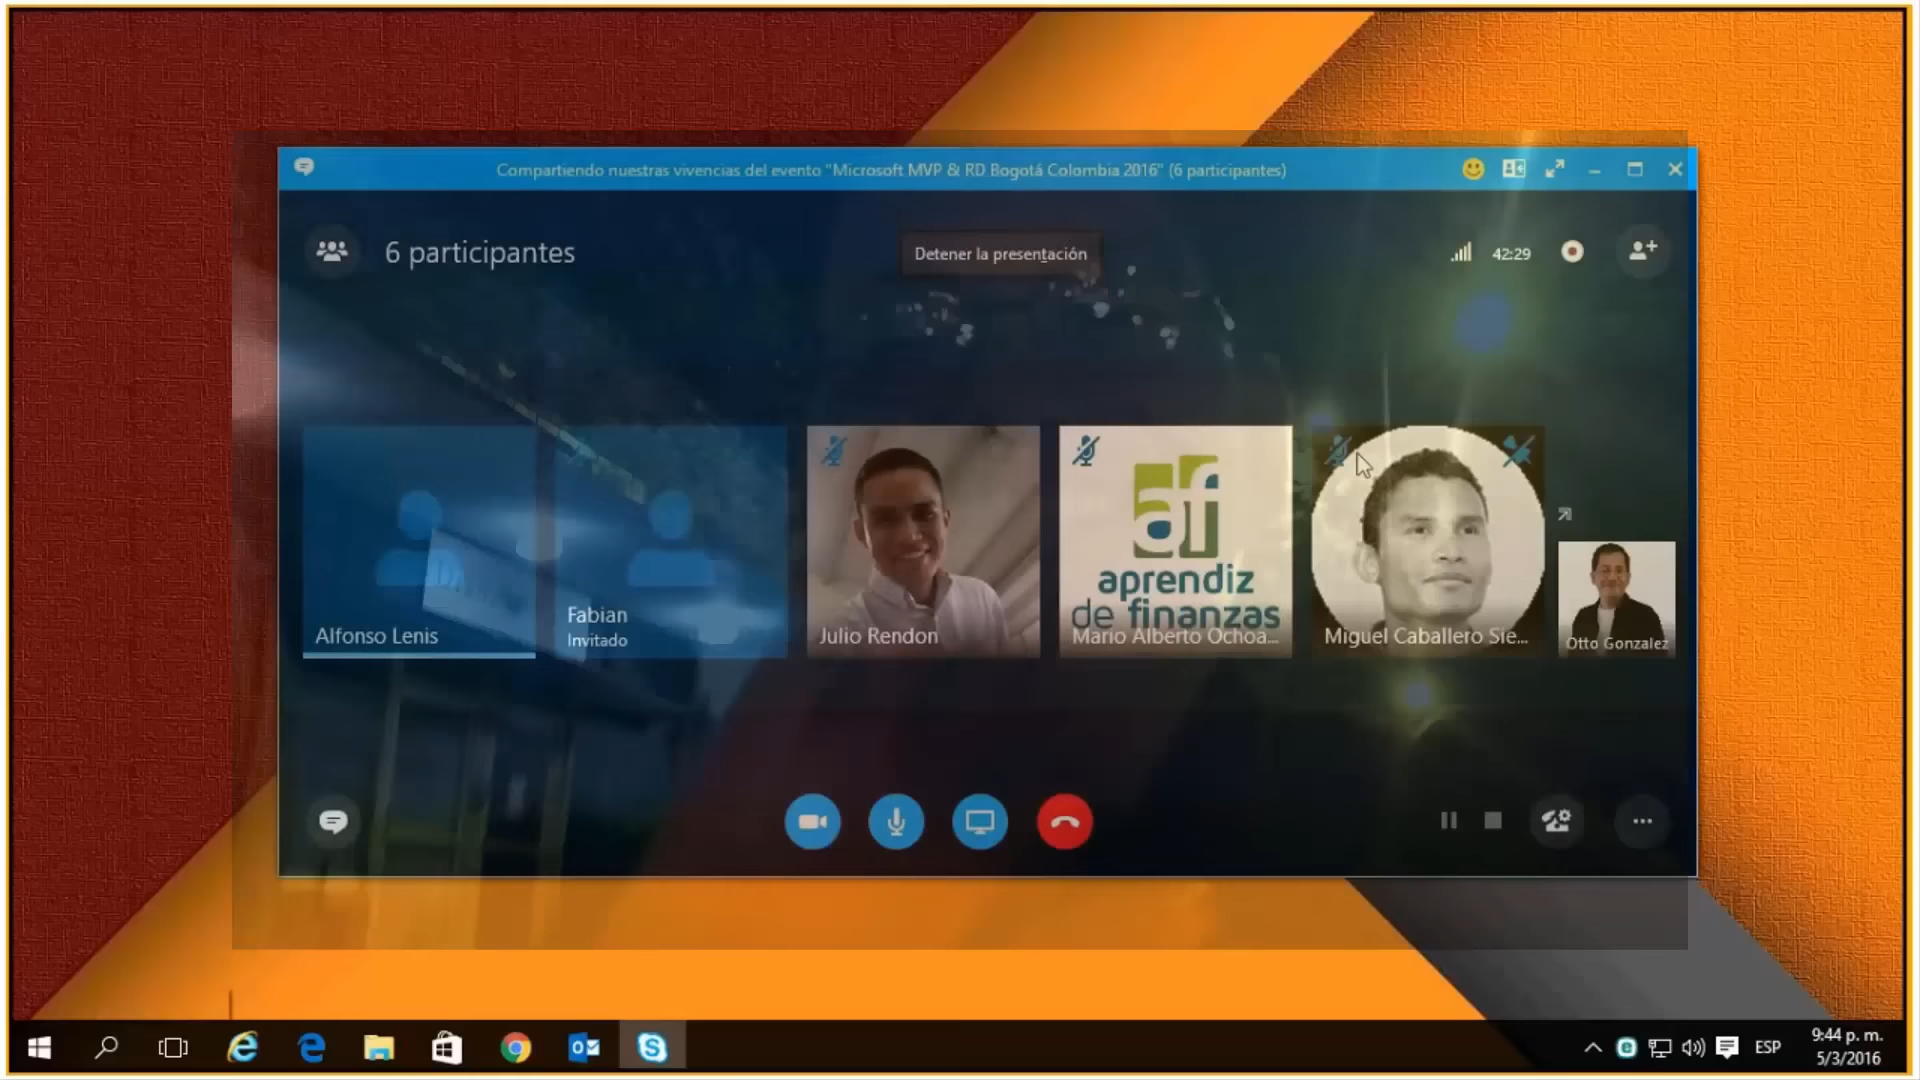 Compartiendo nuestras vivencias del evento "Microsoft MVP & RD Bogotá Colombia 2016" (6 participantes)
6 participantes
Detener la presentación
42:29
Alfonso Lenis
Fabian
Invitado
Julio Rendon
af
aprendiz
de finanzas
Mario Alberto Ochoa...
Miguel Caballero Sie...
Otto Gonzalez
ESP
9:44 p. m.
5/3/2016